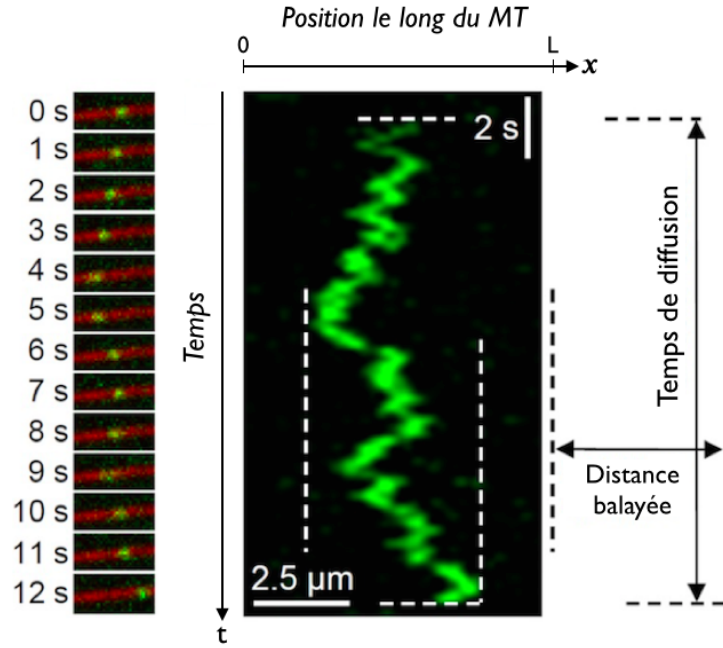 Position le long du MT
0
L
x
0 s
1 s
2 s
3 s
4 s
5 s
6 s
7 s
8 s
9 s
10 s
11 s
12 s
Temps
t
2 s
2.5 µm
Temps de diffusion
Distance
balayée